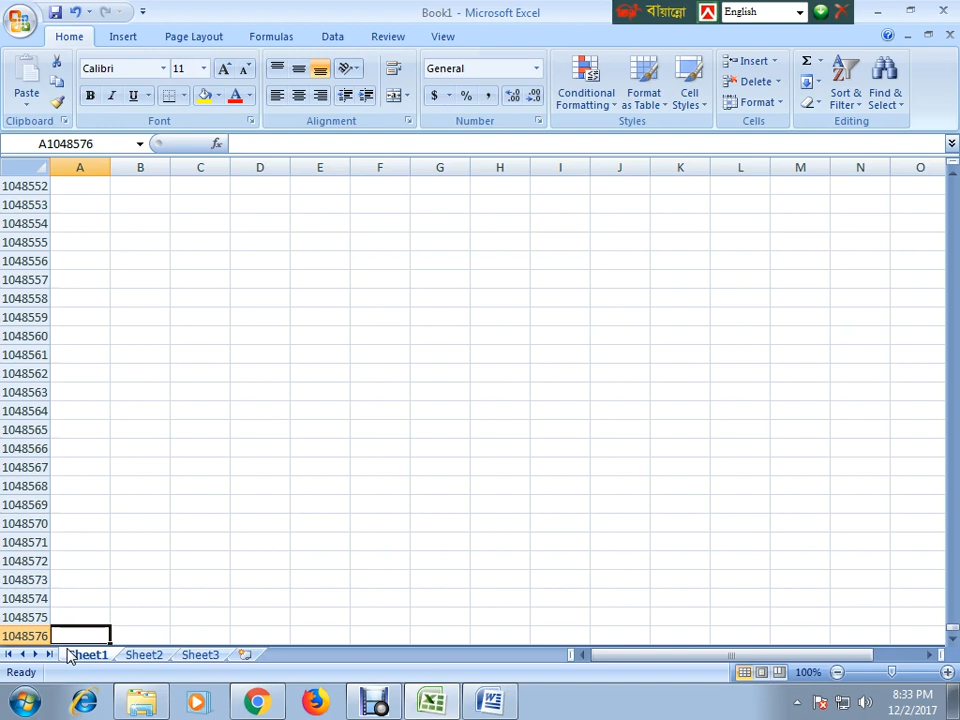 Book1 - Microsoft Excel
বায়ান্নো English
Home Insert Page Layout Formulas Data Review View
Paste
Calibri 11
General
Conditional Formatting
Format as Table
Cell Styles
Insert
Delete
Format
Sort & Filter
Find & Select
Clipboard Font Alignment Number Styles Cells Editing
A1048576 fx
A B C D E F G H I J K L M N O
1048552
1048553
1048554
1048555
1048556
1048557
1048558
1048559
1048560
1048561
1048562
1048563
1048564
1048565
1048566
1048567
1048568
1048569
1048570
1048571
1048572
1048573
1048574
1048575
1048576
Sheet1 Sheet2 Sheet3
Ready 100%
8:33 PM
12/2/2017